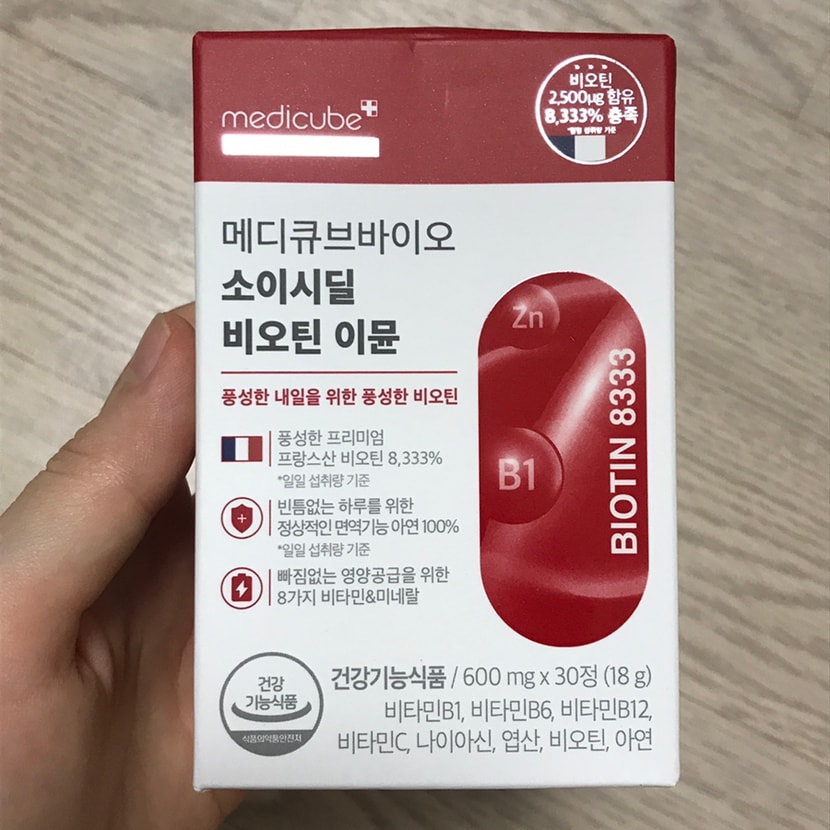 medicube
비오틴
2,500μg 함유
8,333% 충족
*일일 섭취량 기준
메디큐브바이오
소이시딜
비오틴 이뮨
풍성한 내일을 위한 풍성한 비오틴
풍성한 프리미엄
프랑스산 비오틴 8,333%
*일일 섭취량 기준
빈틈없는 하루를 위한
정상적인 면역기능 아연 100%
*일일 섭취량 기준
빠짐없는 영양공급을 위한
8가지 비타민&미네랄
Zn
B1
BIOTIN 8333
건강
기능식품
식품의약품안전처
건강기능식품 / 600 mg x 30정 (18 g)
비타민B1, 비타민B6, 비타민B12,
비타민C, 나이아신, 엽산, 비오틴, 아연